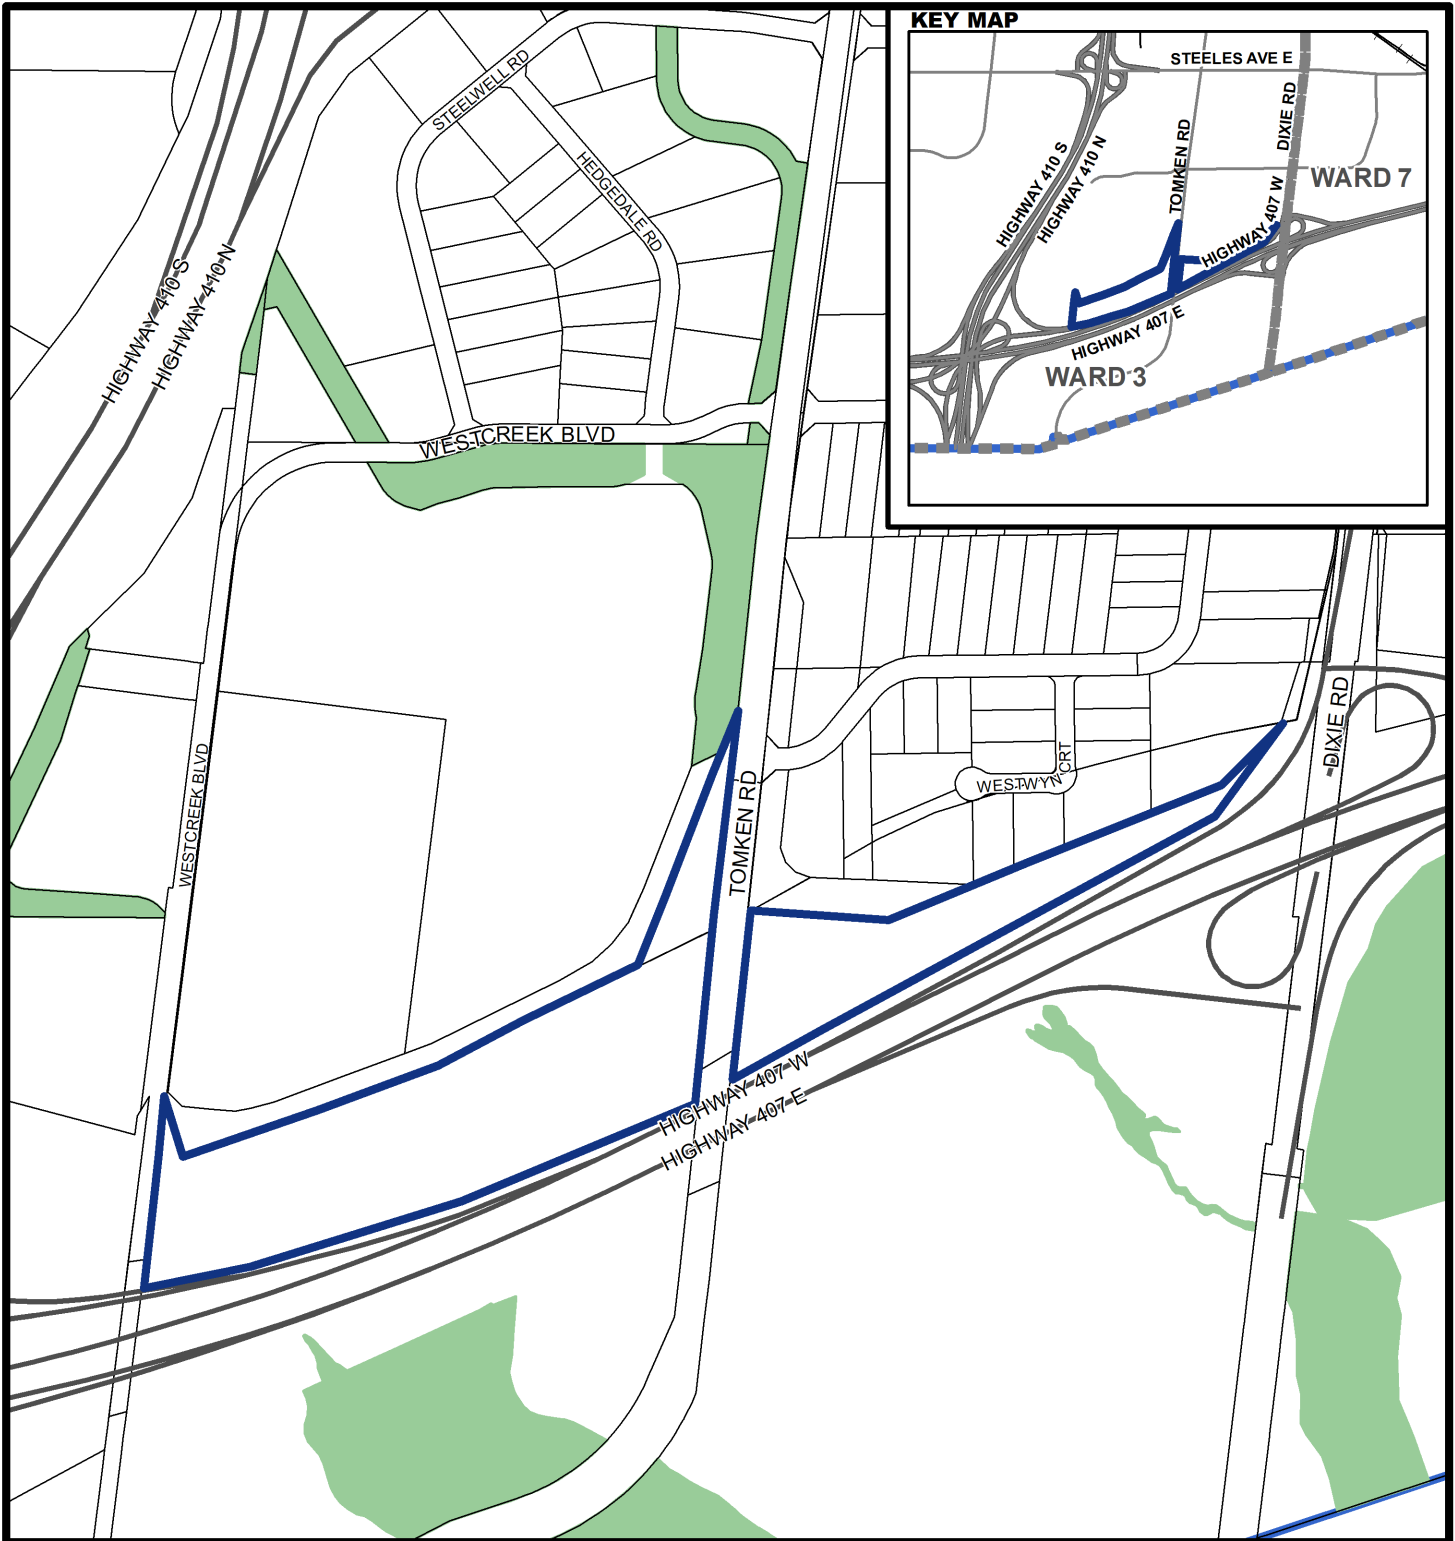 KEY MAP
STEELES AVE E
DIXIE RD
TOMKEN RD
HIGHWAY 410 S
HIGHWAY 410 N
WARD 7
HIGHWAY 407 W
HIGHWAY 407 E
WARD 3
STEELWELL RD
HEDGEDALE RD
HIGHWAY 410 S
HIGHWAY 410 N
WESTCREEK BLVD
WESTCREEK BLVD
TOMKEN RD
DIXIE RD
WESTWYN CRT
HIGHWAY 407 W
HIGHWAY 407 E